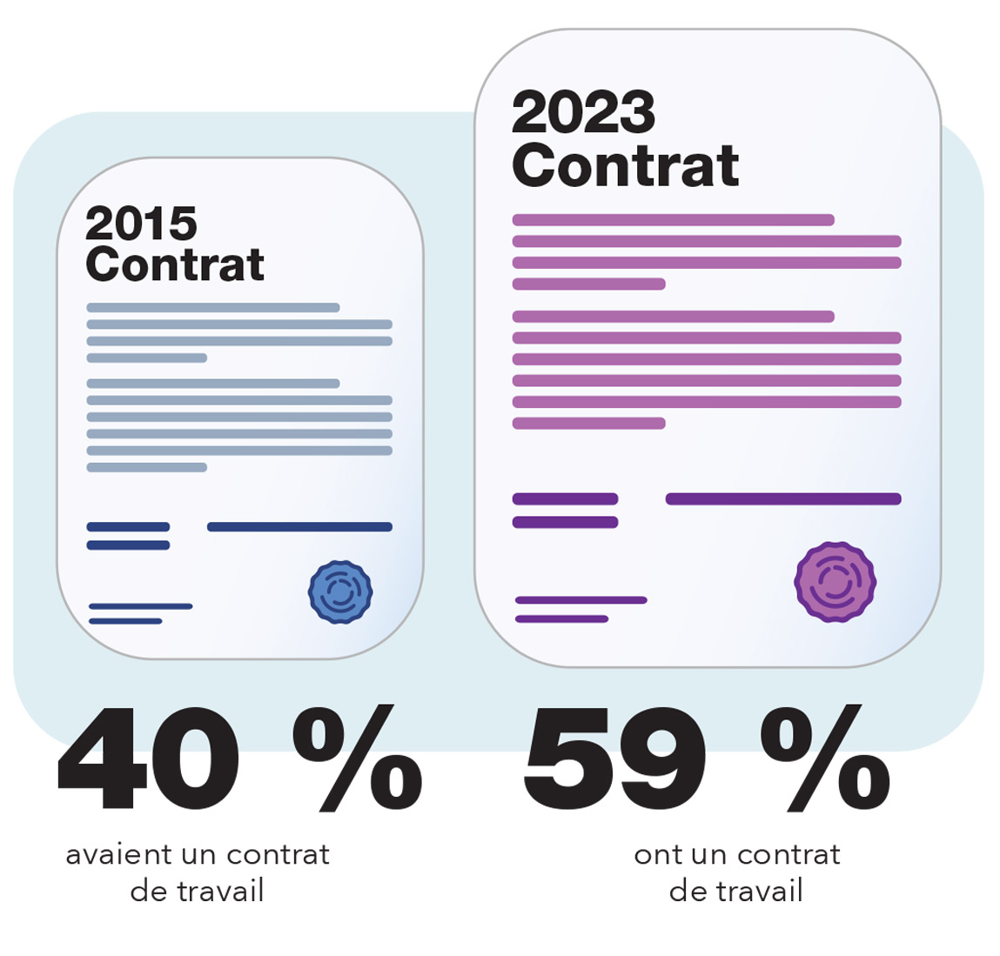 2015
Contrat
2023
Contrat
40 %
avaient un contrat
de travail
59 %
ont un contrat
de travail